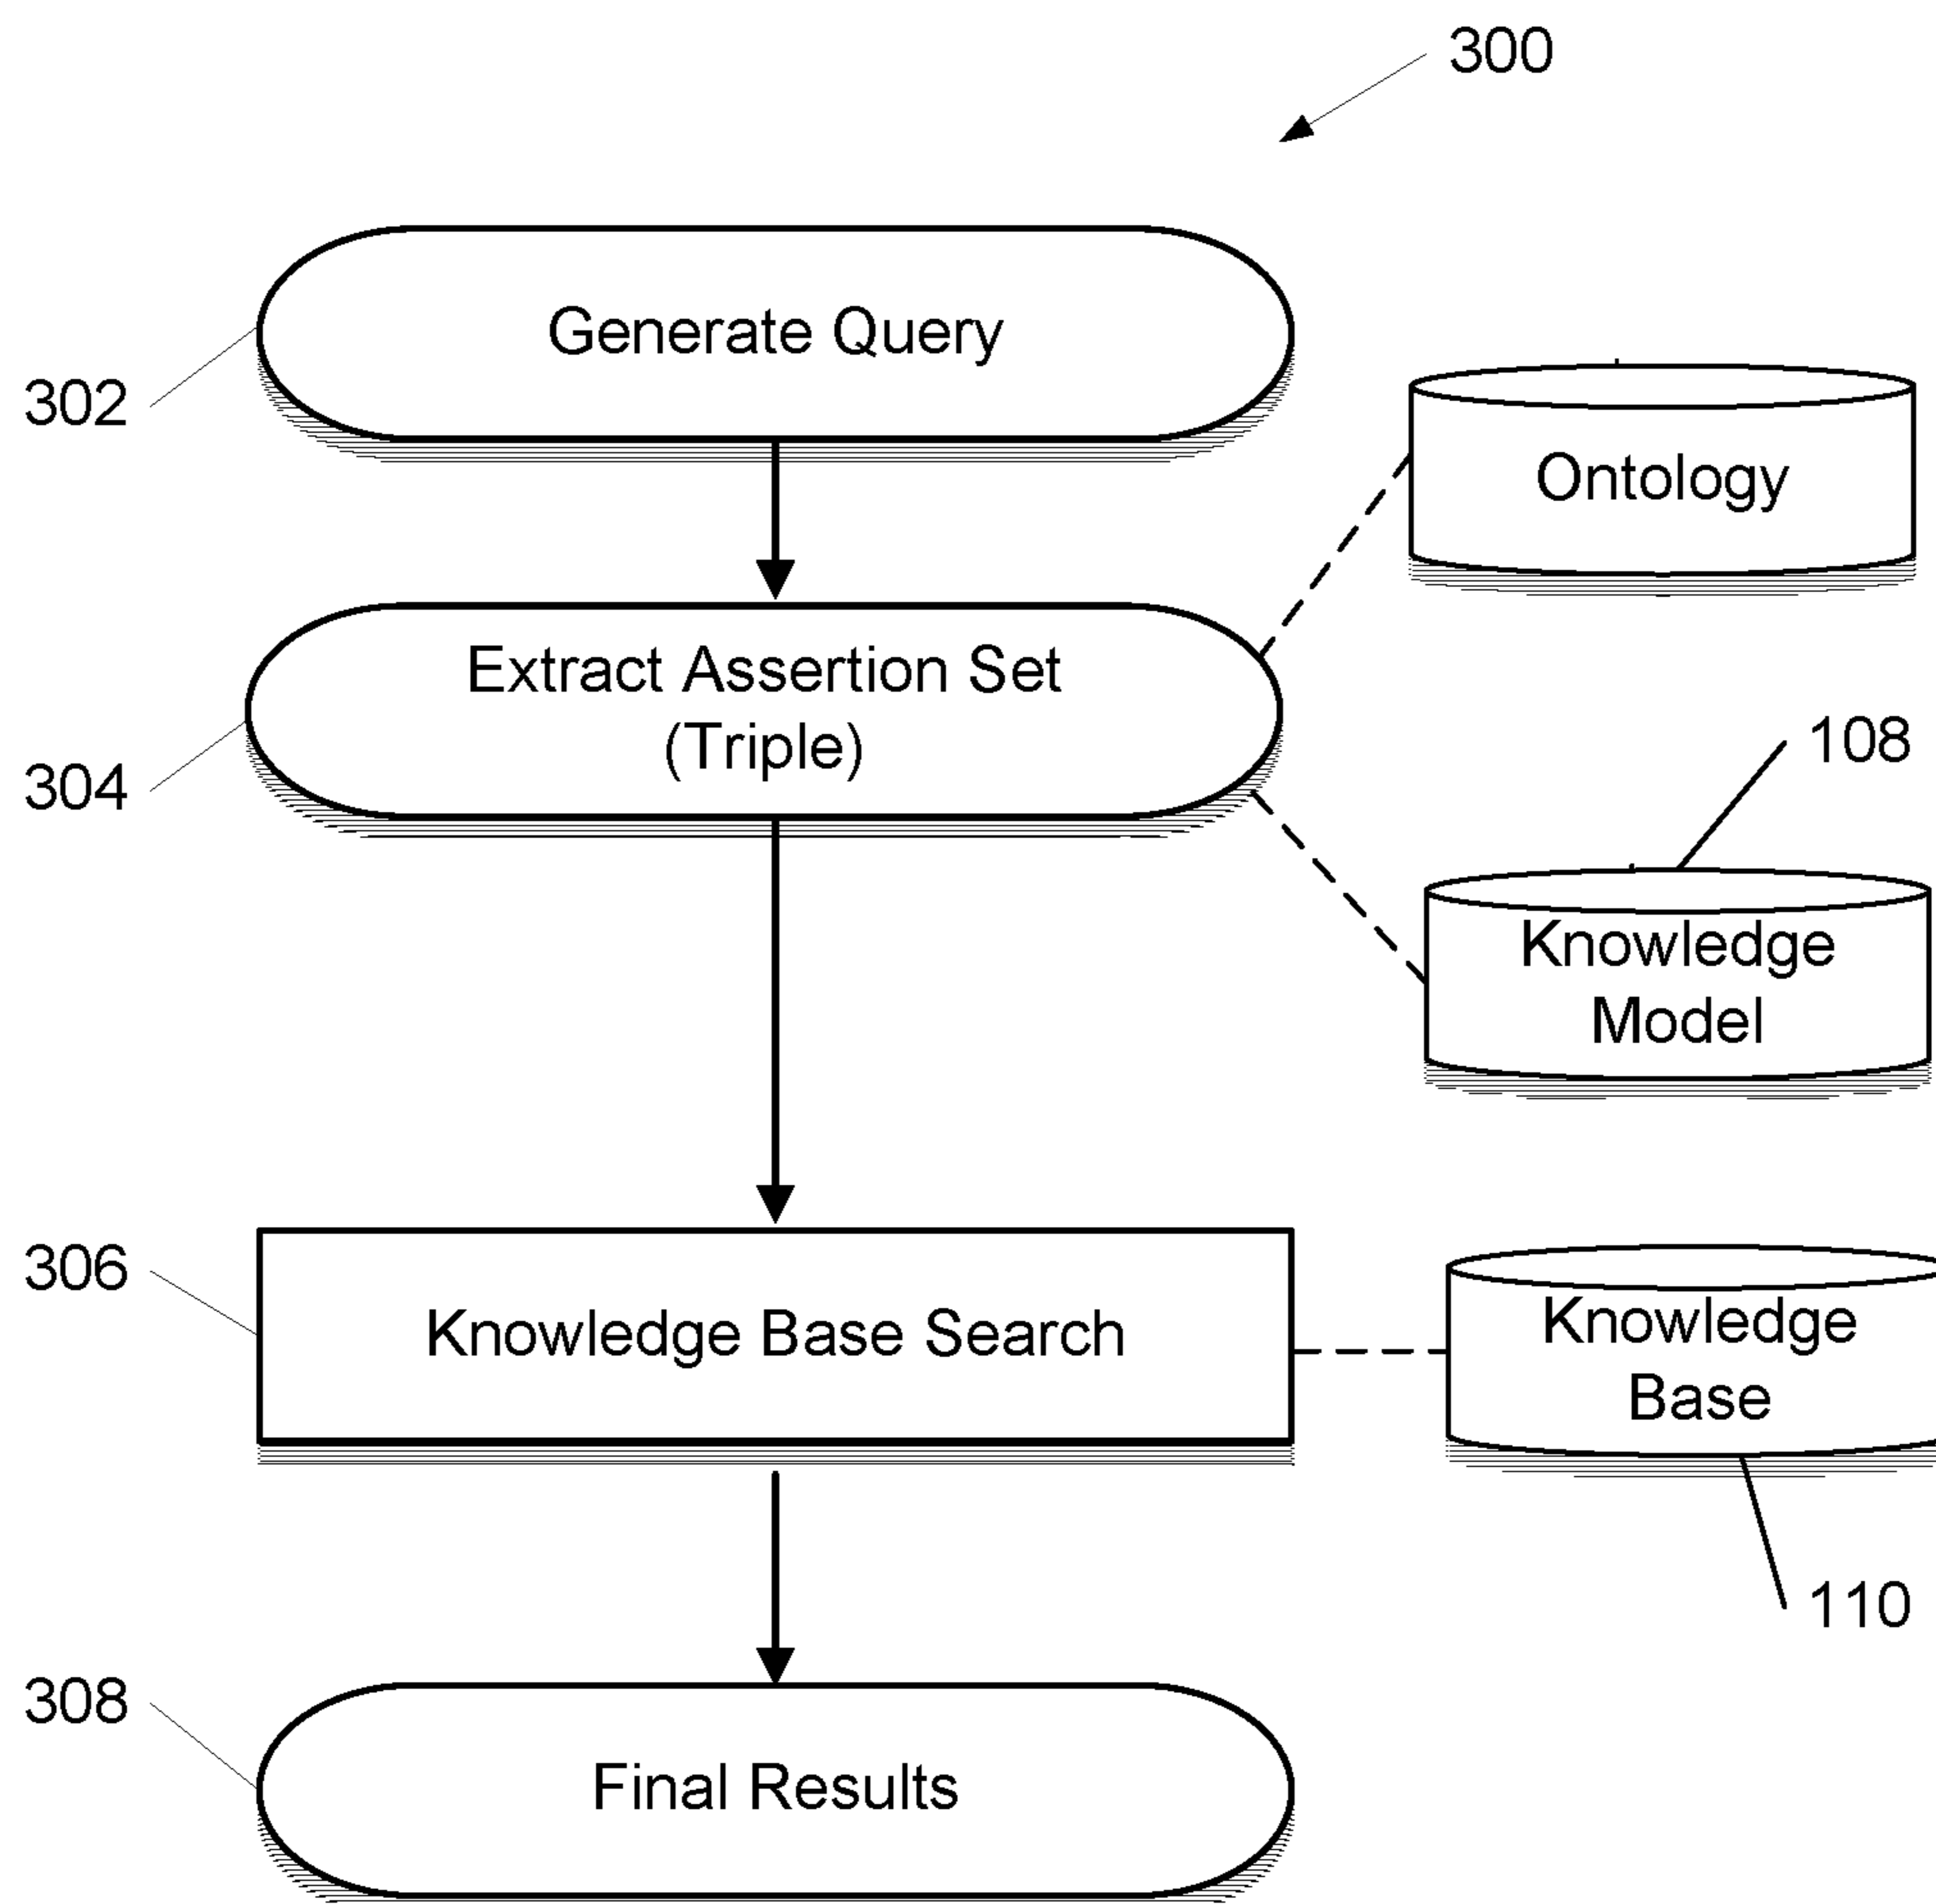 300
Generate Query
302
Ontology
Extract Assertion Set
(Triple)
304
108
Knowledge
Model
306
Knowledge Base Search
Knowledge
Base
110
308
Final Results